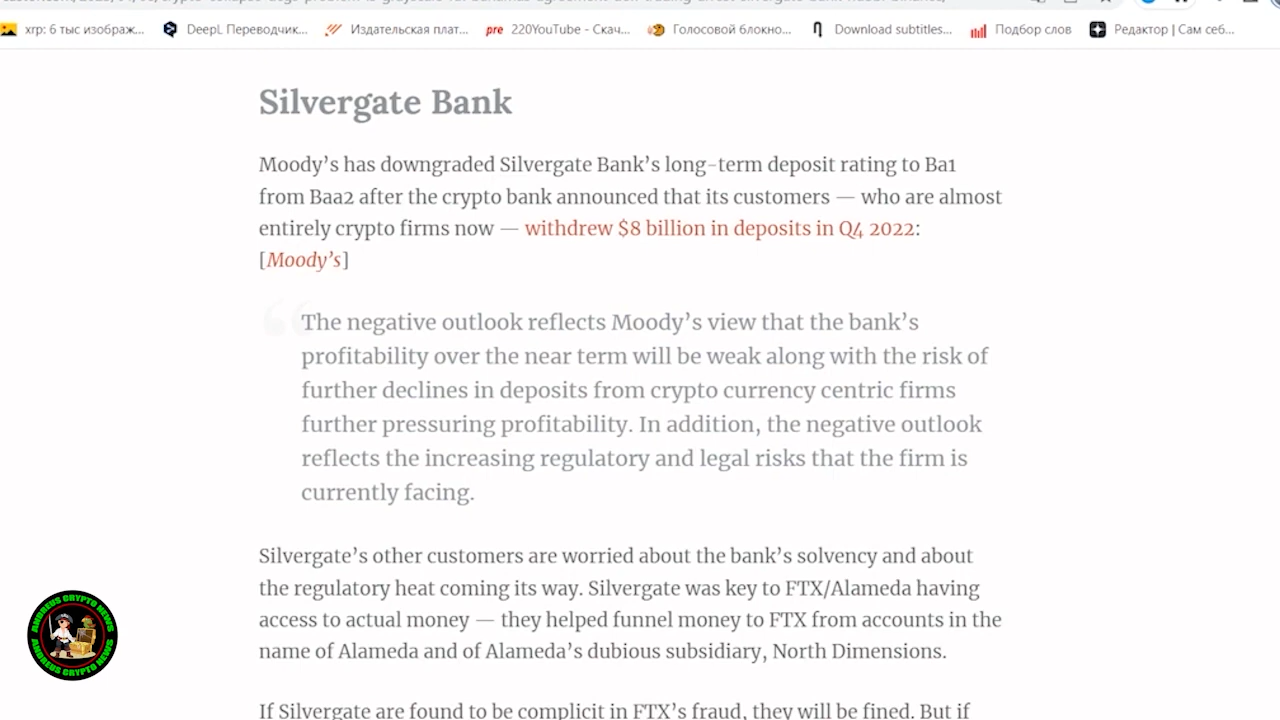 xrp: 6 тыс изображ...
DeepL Переводчик...
Издательская плат...
pre 220YouTube - Скач...
Голосовой блокно...
Download subtitles...
Подбор слов
Редактор | Сам себ...
Silvergate Bank
Moody’s has downgraded Silvergate Bank’s long-term deposit rating to Ba1
from Baa2 after the crypto bank announced that its customers — who are almost
entirely crypto firms now — withdrew $8 billion in deposits in Q4 2022:
[Moody’s]
“
The negative outlook reflects Moody’s view that the bank’s
profitability over the near term will be weak along with the risk of
further declines in deposits from crypto currency centric firms
further pressuring profitability. In addition, the negative outlook
reflects the increasing regulatory and legal risks that the firm is
currently facing.
Silvergate’s other customers are worried about the bank’s solvency and about
the regulatory heat coming its way. Silvergate was key to FTX/Alameda having
access to actual money — they helped funnel money to FTX from accounts in the
name of Alameda and of Alameda’s dubious subsidiary, North Dimensions.
If Silvergate are found to be complicit in FTX’s fraud, they will be fined. But if
ANDREUS CRYPTO NEWS
ANDREUS CRYPTO NEWS